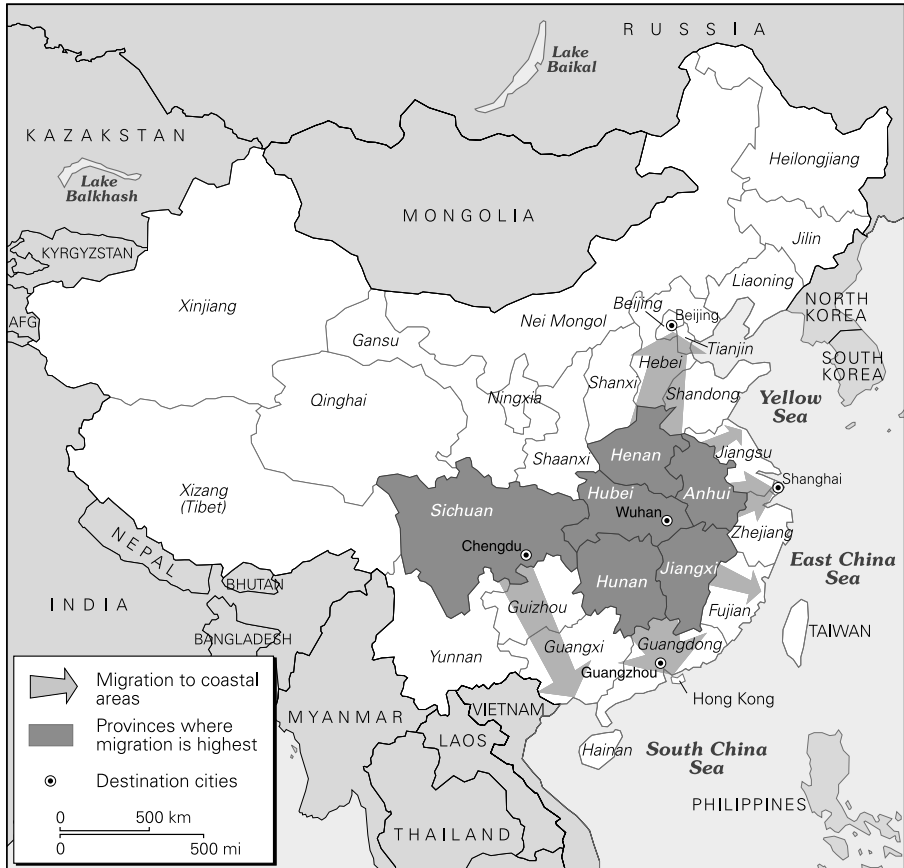 RUSSIA
Lake
Baikal
KAZAKSTAN
Lake
Balkhash
Heilongjiang
MONGOLIA
Jilin
KYRGYZSTAN
Liaoning
NORTH
KOREA
Xinjiang
Beijing
Beijing
AFG
Nei Mongol
Gansu
Tianjin
Hebei
SOUTH
KOREA
Shanxi
Qinghai
Ningxia
Shandong
Yellow
Sea
Jiangsu
Henan
Shaanxi
Shanghai
Xizang
(Tibet)
Hubei
Anhui
Sichuan
Wuhan
Zhejiang
Chengdu
NEPAL
East China
Sea
Jiangxi
BHUTAN
Hunan
INDIA
Guizhou
Fujian
BANGLADESH
TAIWAN
Guangxi
Guangdong
Yunnan
Guangzhou
Hong Kong
VIETNAM
MYANMAR
LAOS
Hainan
South China
Sea
PHILIPPINES
THAILAND
Migration to coastal
areas
Provinces where
migration is highest
Destination cities
0 500 km
0 500 mi